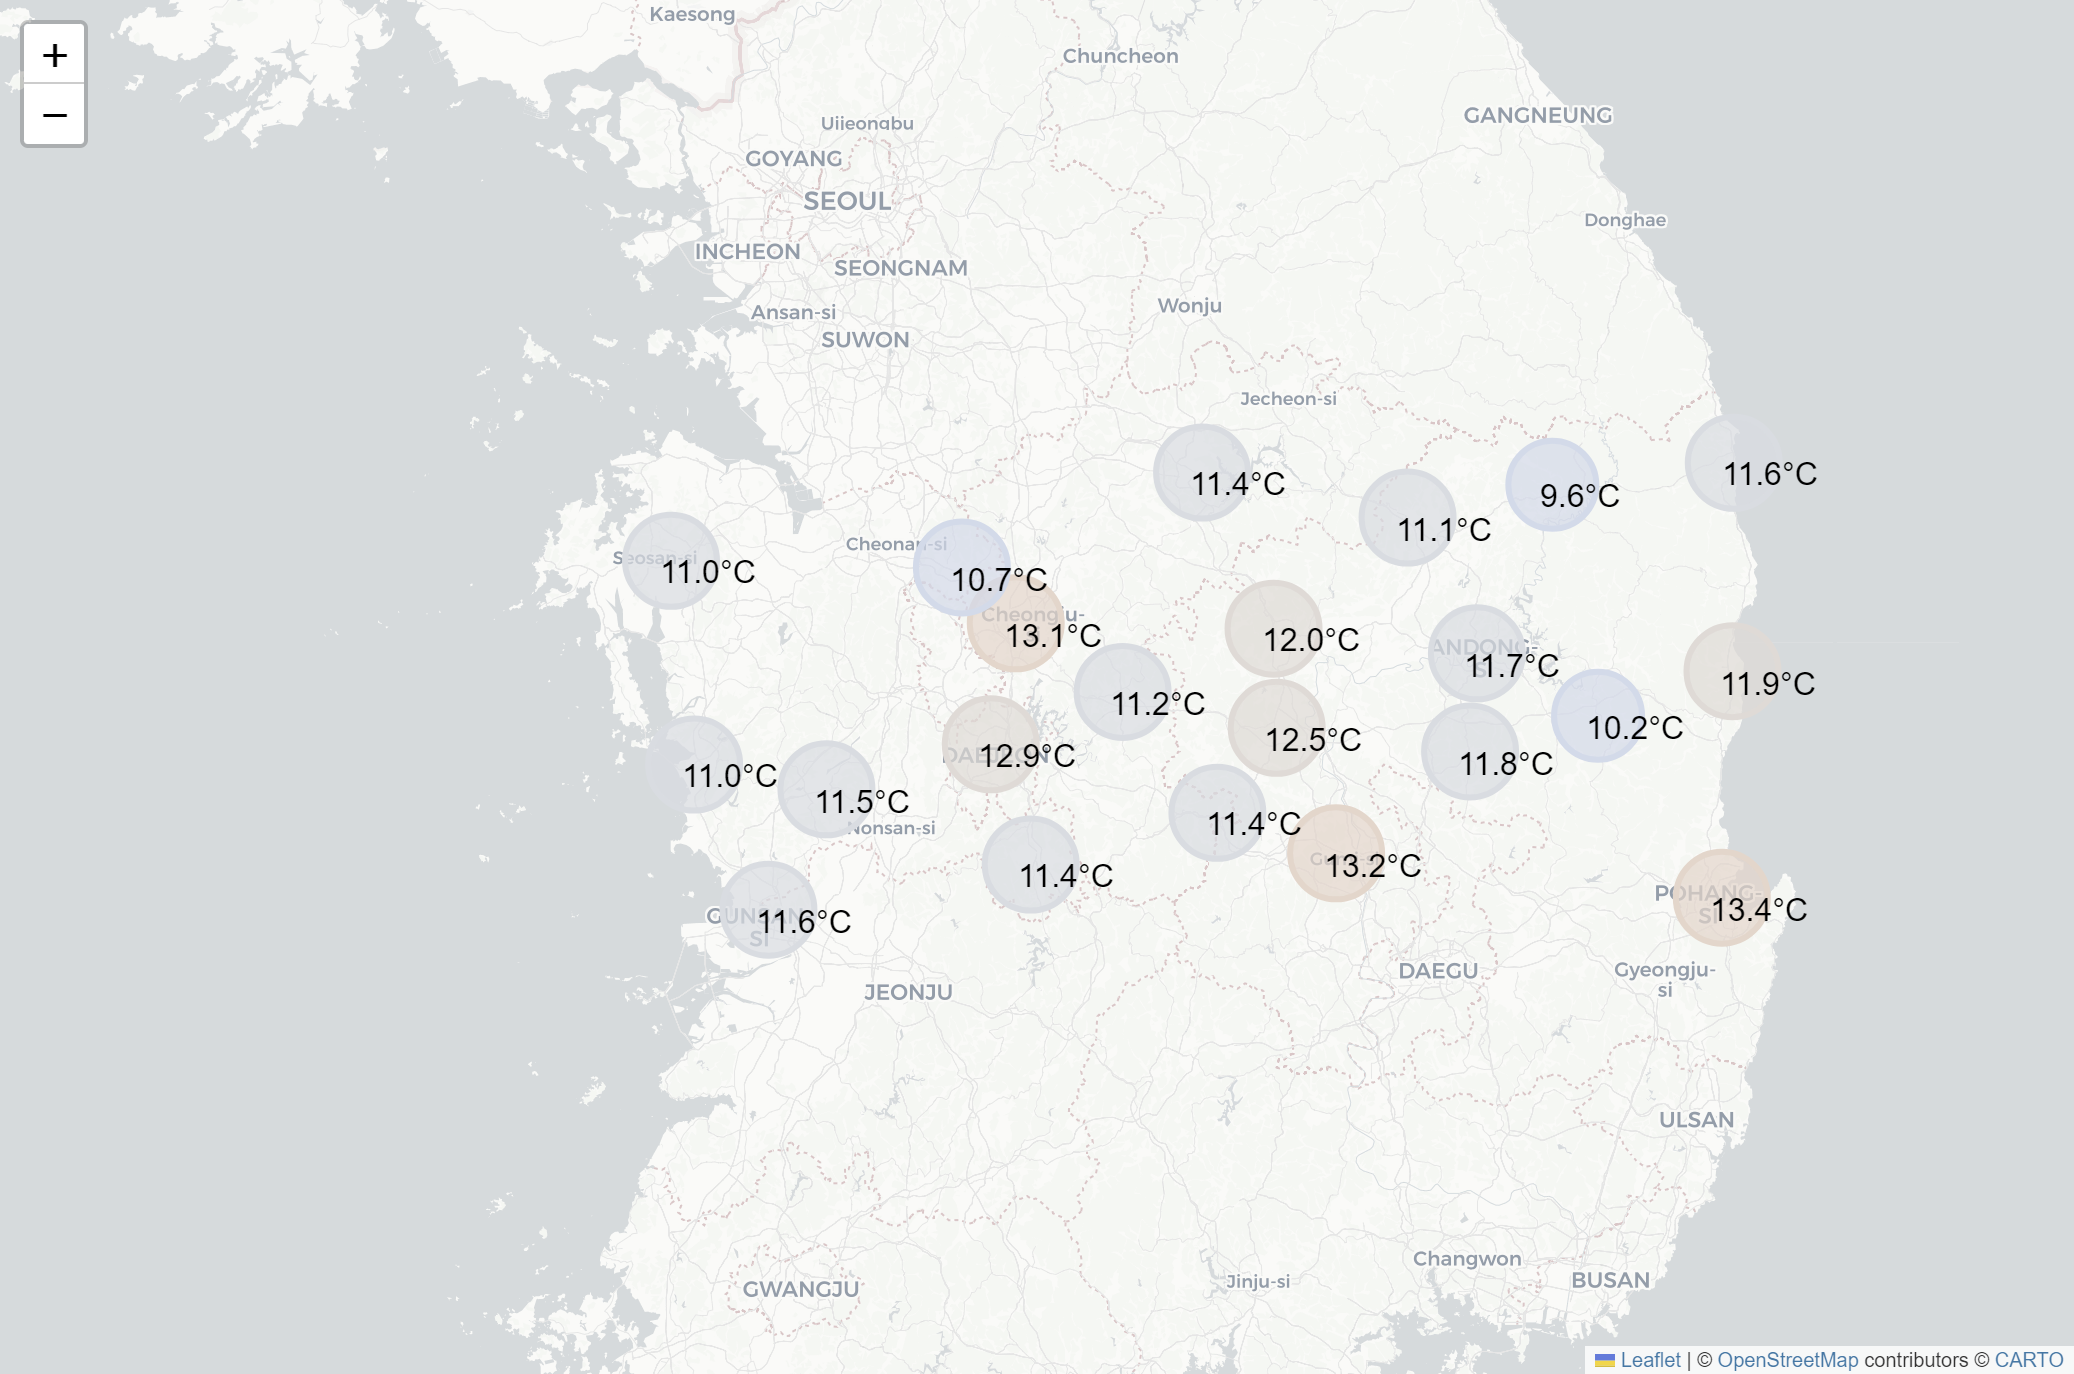 +
−
Kaesong
Chuncheon
GANGNEUNG
Uijeongbu
GOYANG
SEOUL
Donghae
INCHEON
SEONGNAM
Wonju
Ansan-si
SUWON
Jecheon-si
11.6°C
11.4°C
9.6°C
11.1°C
Cheonan-si
Seosan-si
11.0°C
10.7°C
Cheongju-
13.1°C
12.0°C
ANDONG-
SI
11.7°C
11.9°C
11.2°C
10.2°C
12.5°C
DAEJEON
12.9°C
11.8°C
11.0°C
11.5°C
Nonsan-si
11.4°C
Gumi-si
13.2°C
11.4°C
POHANG-
SI
13.4°C
GUNSAN-
SI
11.6°C
DAEGU
Gyeongju-
si
JEONJU
ULSAN
Changwon
BUSAN
Jinju-si
GWANGJU
Leaflet | © OpenStreetMap contributors © CARTO